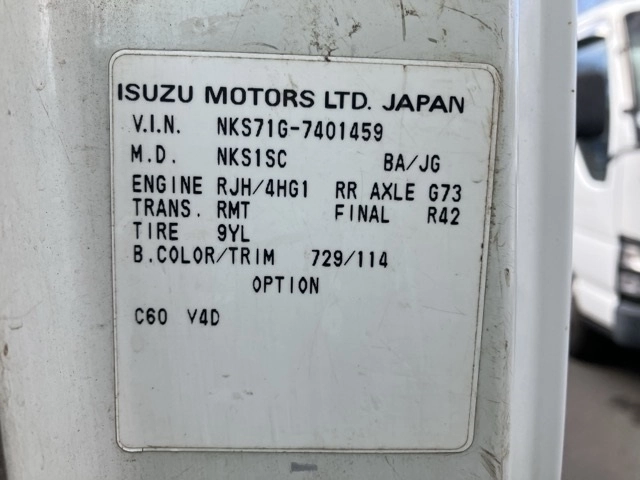 ISUZU MOTORS LTD. JAPAN
V.I.N. NKS71G-7401459
M.D. NKS1SC BA/JG
ENGINE RJH/4HG1 RR AXLE G73
TRANS. RMT FINAL R42
TIRE 9YL
B.COLOR/TRIM 729/114
OPTION
C60 V4D